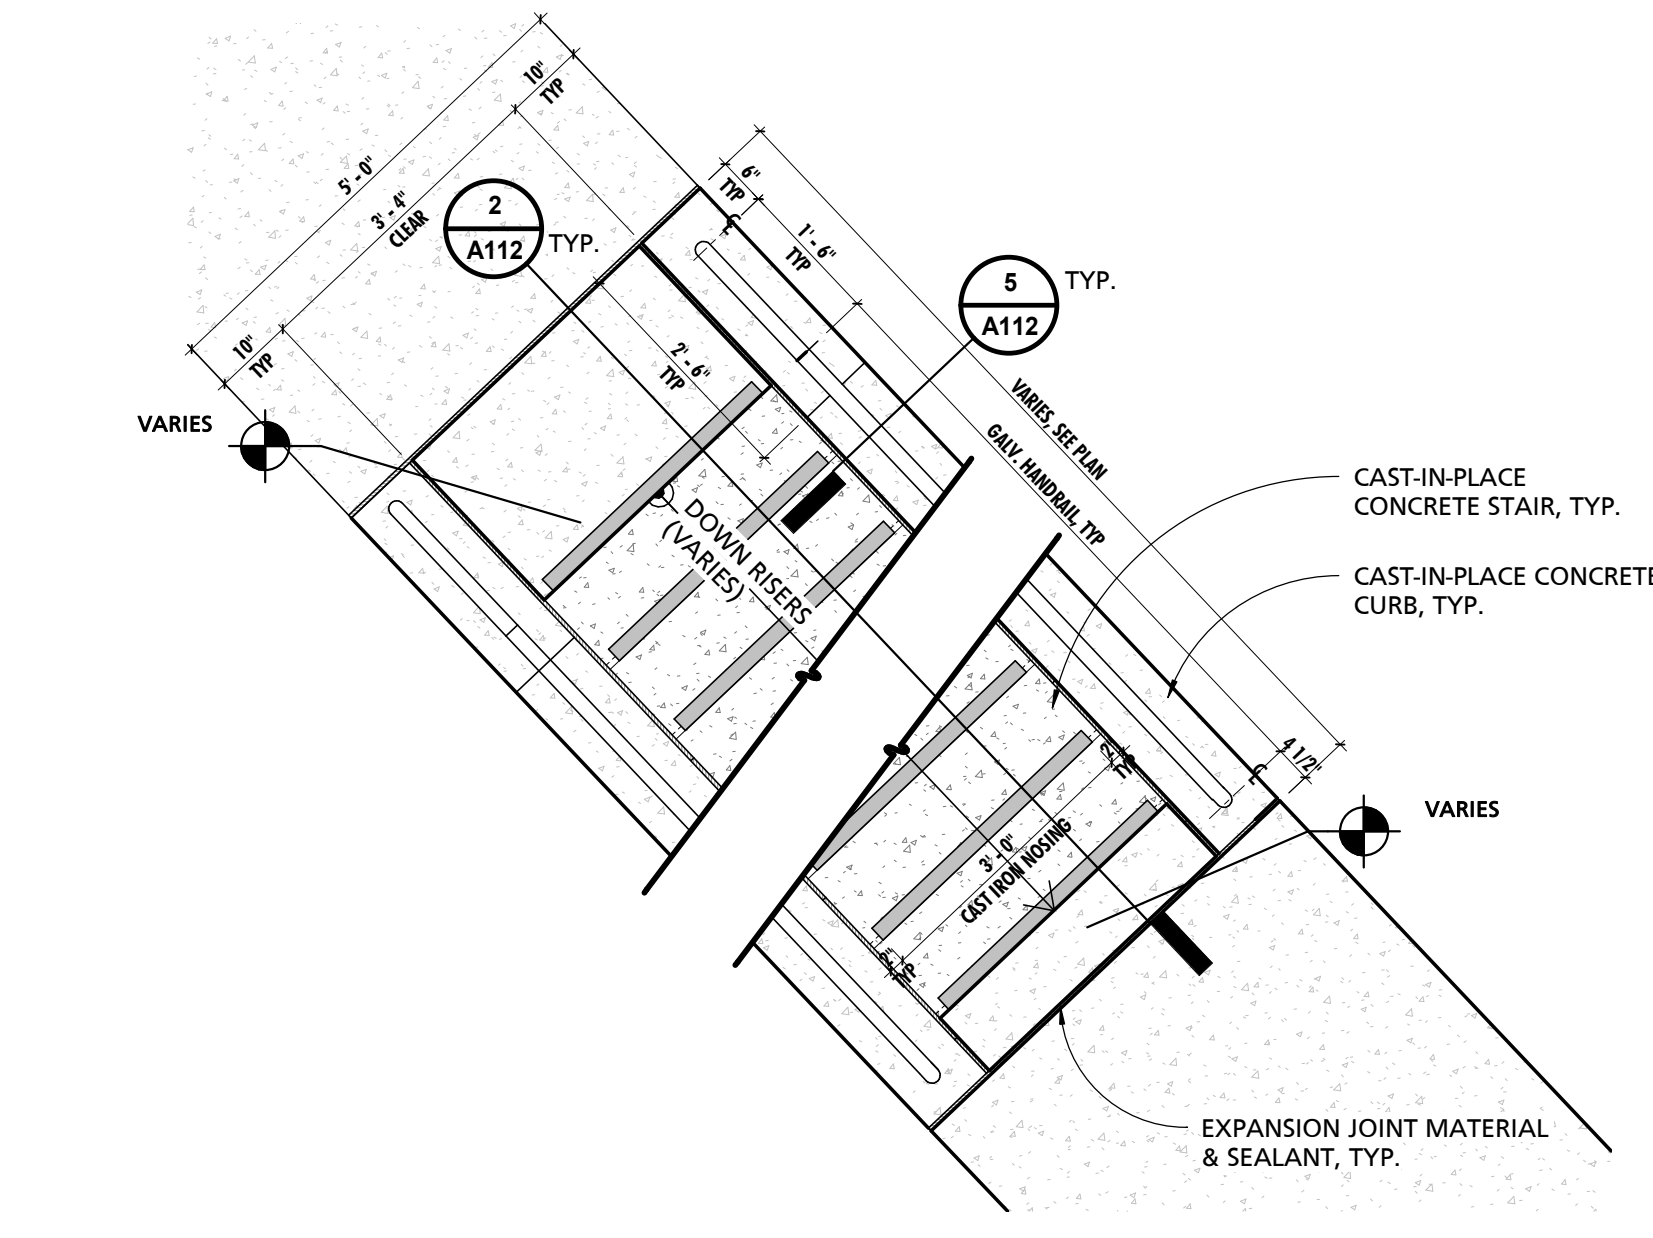 10"
TYP
5' - 0"
3' - 4"
CLEAR
10"
TYP
2
A112
TYP.
6"
TYP
1' - 6"
TYP
5
A112
TYP.
2' - 6"
TYP
VARIES
VARIES, SEE PLAN
GALV. HANDRAIL, TYP
DOWN RISERS
(VARIES)
CAST-IN-PLACE
CONCRETE STAIR, TYP.
CAST-IN-PLACE CONCRETE
CURB, TYP.
2"
TYP
4 1/2"
3' - 0"
CAST IRON NOSING
VARIES
2"
TYP
EXPANSION JOINT MATERIAL
& SEALANT, TYP.